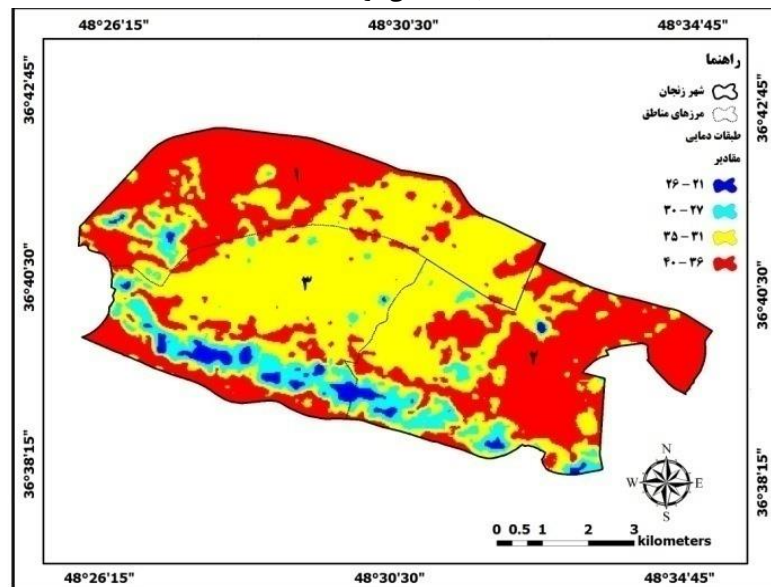 48°26'15" 48°30'30" 48°34'45"
36°42'45" 36°42'45"
راهنما
شهر زنجان
مرزهای مناطق
طبقات دمایی
مقادیر
۲۶ - ۲۱
۳۰ - ۲۷
۳۵ - ۳۱
۴۰ - ۳۶
۱
36°40'30" 36°40'30"
۳
۲
36°38'15" 36°38'15"
N
W E
S
0 0.5 1 2 3
kilometers
48°26'15" 48°30'30" 48°34'45"